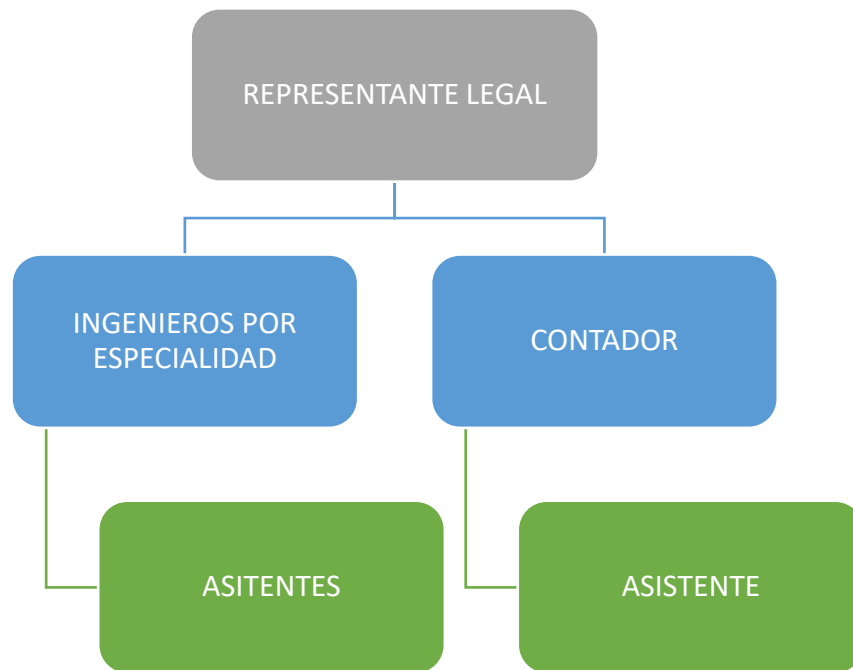 REPRESENTANTE LEGAL
INGENIEROS POR
ESPECIALIDAD
CONTADOR
ASITENTES
ASISTENTE